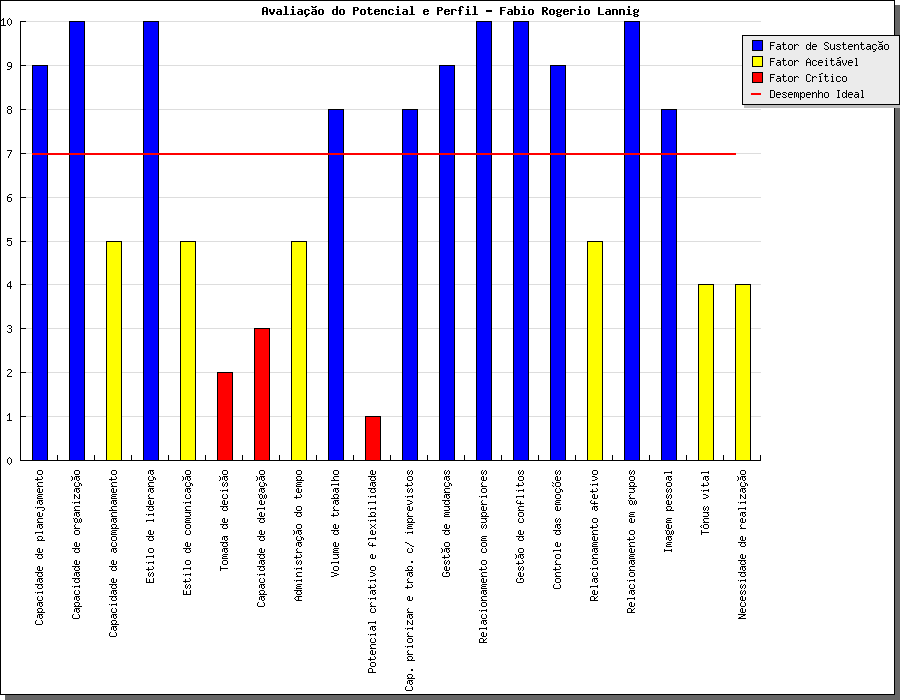 Avaliação do Potencial e Perfil - Fabio Rogerio Lannig
10
9
8
7
6
5
4
3
2
1
0
Fator de Sustentação
Fator Aceitável
Fator Crítico
Desempenho Ideal
Capacidade de planejamento
Capacidade de organização
Capacidade de acompanhamento
Estilo de liderança
Estilo de comunicação
Tomada de decisão
Capacidade de delegação
Administração do tempo
Volume de trabalho
Potencial criativo e flexibilidade
Cap. priorizar e trab. c/ imprevistos
Gestão de mudanças
Relacionamento com superiores
Gestão de conflitos
Controle das emoções
Relacionamento afetivo
Relacionamento em grupos
Imagem pessoal
Tônus vital
Necessidade de realização